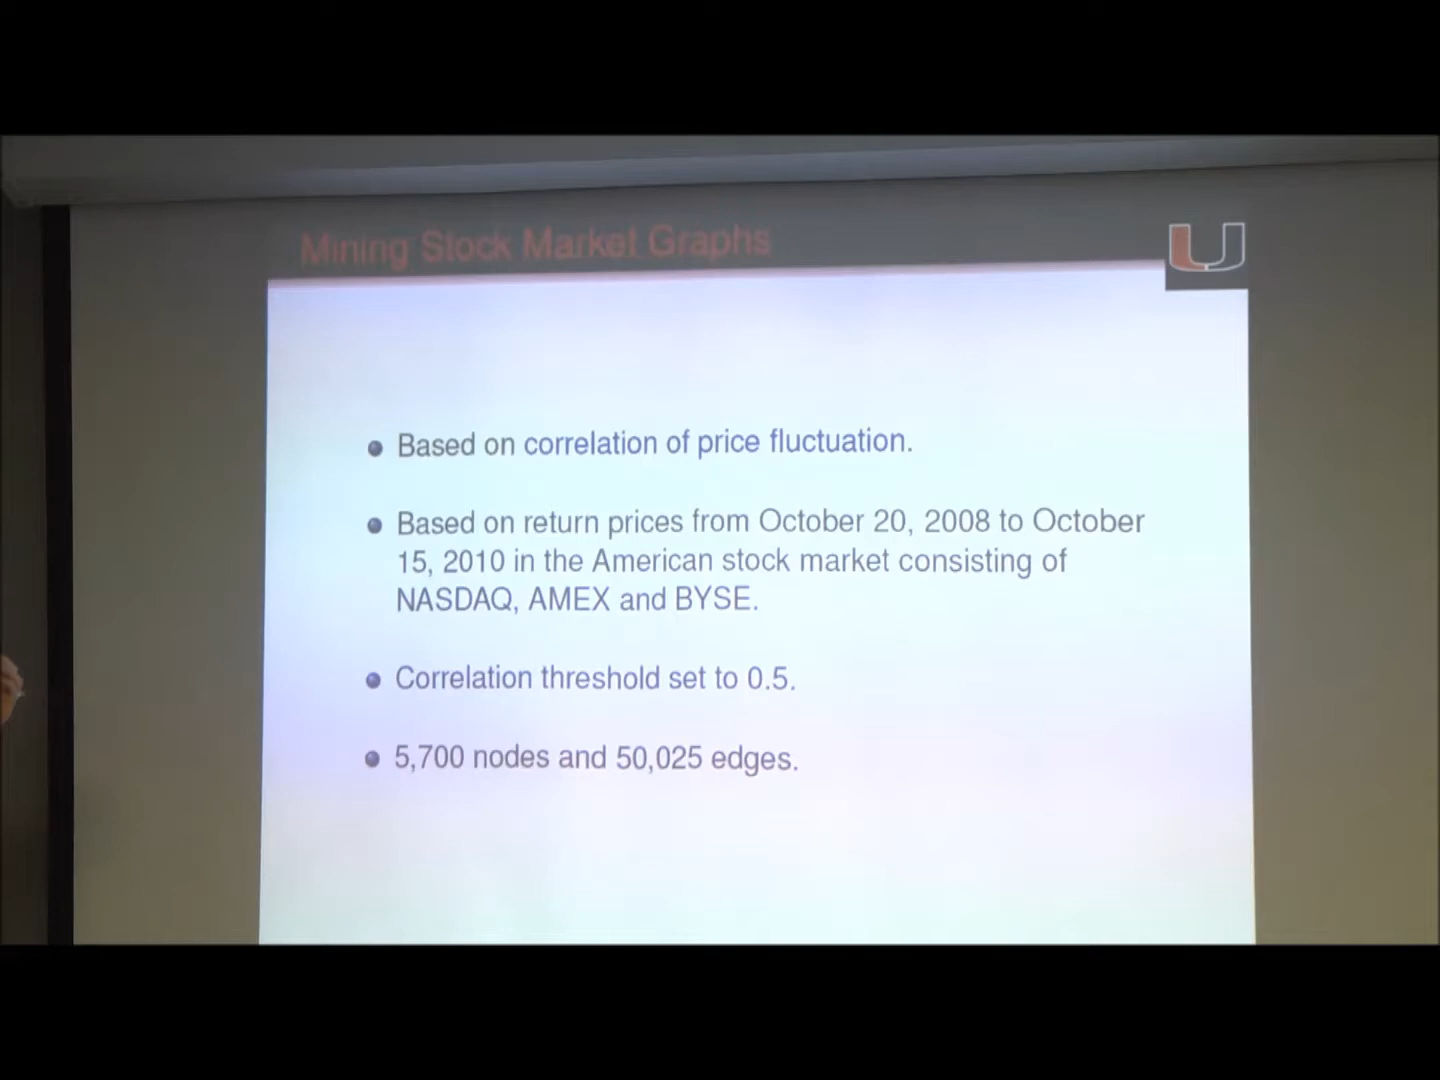 Mining Stock Market Graphs
U
Based on correlation of price fluctuation.
Based on return prices from October 20, 2008 to October
15, 2010 in the American stock market consisting of
NASDAQ, AMEX and BYSE.
Correlation threshold set to 0.5.
5,700 nodes and 50,025 edges.